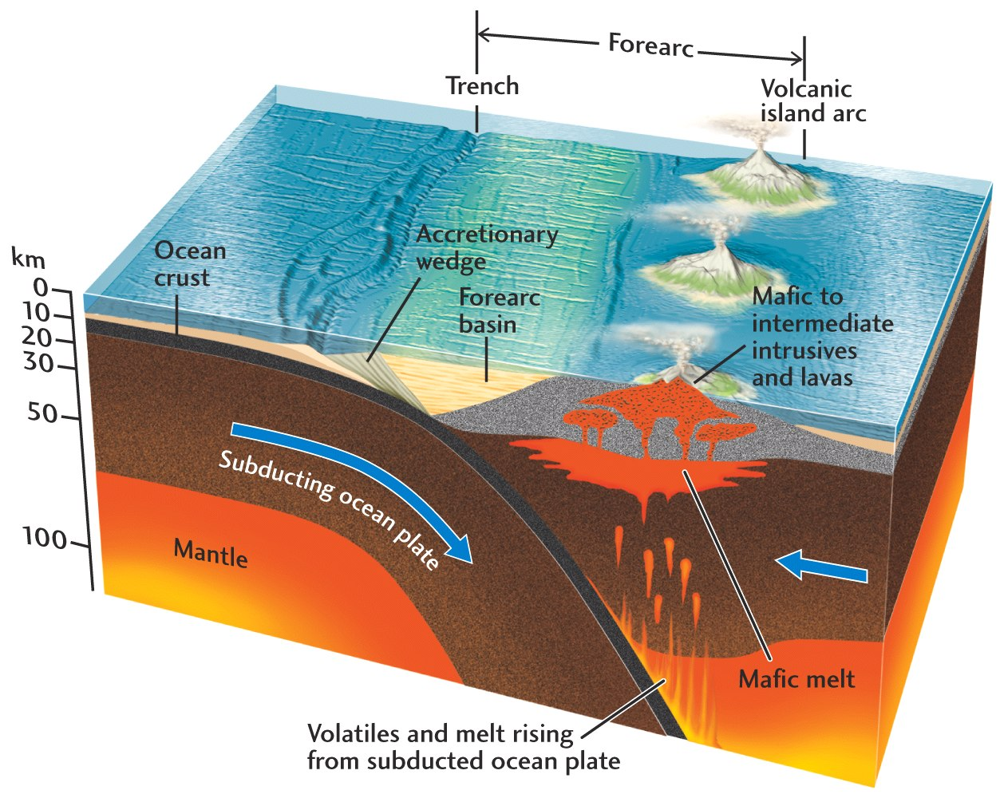 Forearc
Trench
Volcanic
island arc
Accretionary
wedge
Ocean
crust
km
0
10
20
30
50
100
Forearc
basin
Mafic to
intermediate
intrusives
and lavas
Subducting ocean plate
Mantle
Mafic melt
Volatiles and melt rising
from subducted ocean plate